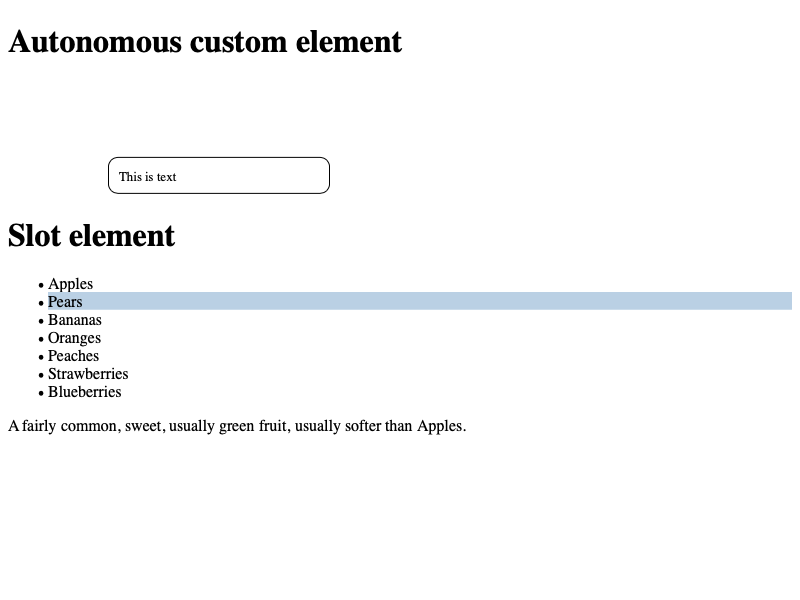 Autonomous custom element
This is text
Slot element
Apples
Pears
Bananas
Oranges
Peaches
Strawberries
Blueberries
A fairly common, sweet, usually green fruit, usually softer than Apples.